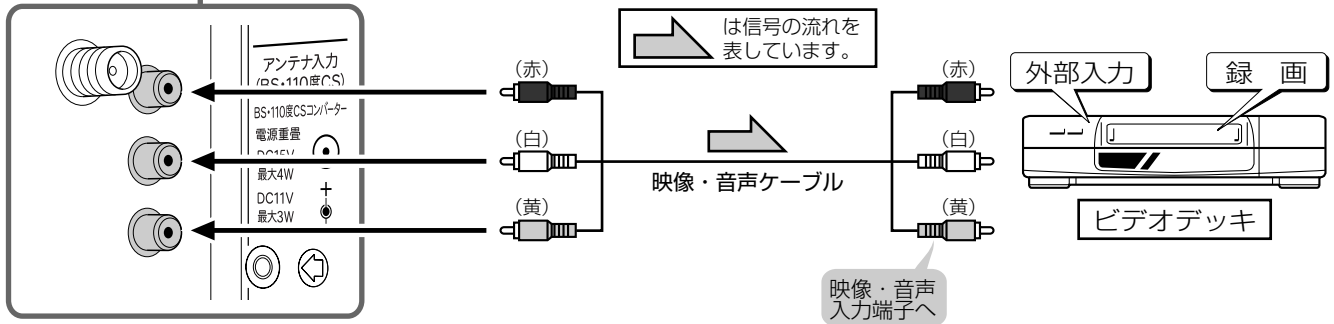 アンテナ入力
(BS・110度CS)
BS・110度CSコンバーター
電源重畳
DC15V
最大4W
DC11V
最大3W
(赤)
(白)
(黄)
は信号の流れを
表しています。
映像・音声ケーブル
(赤)
(白)
(黄)
映像・音声
入力端子へ
外部入力
録 画
ビデオデッキ